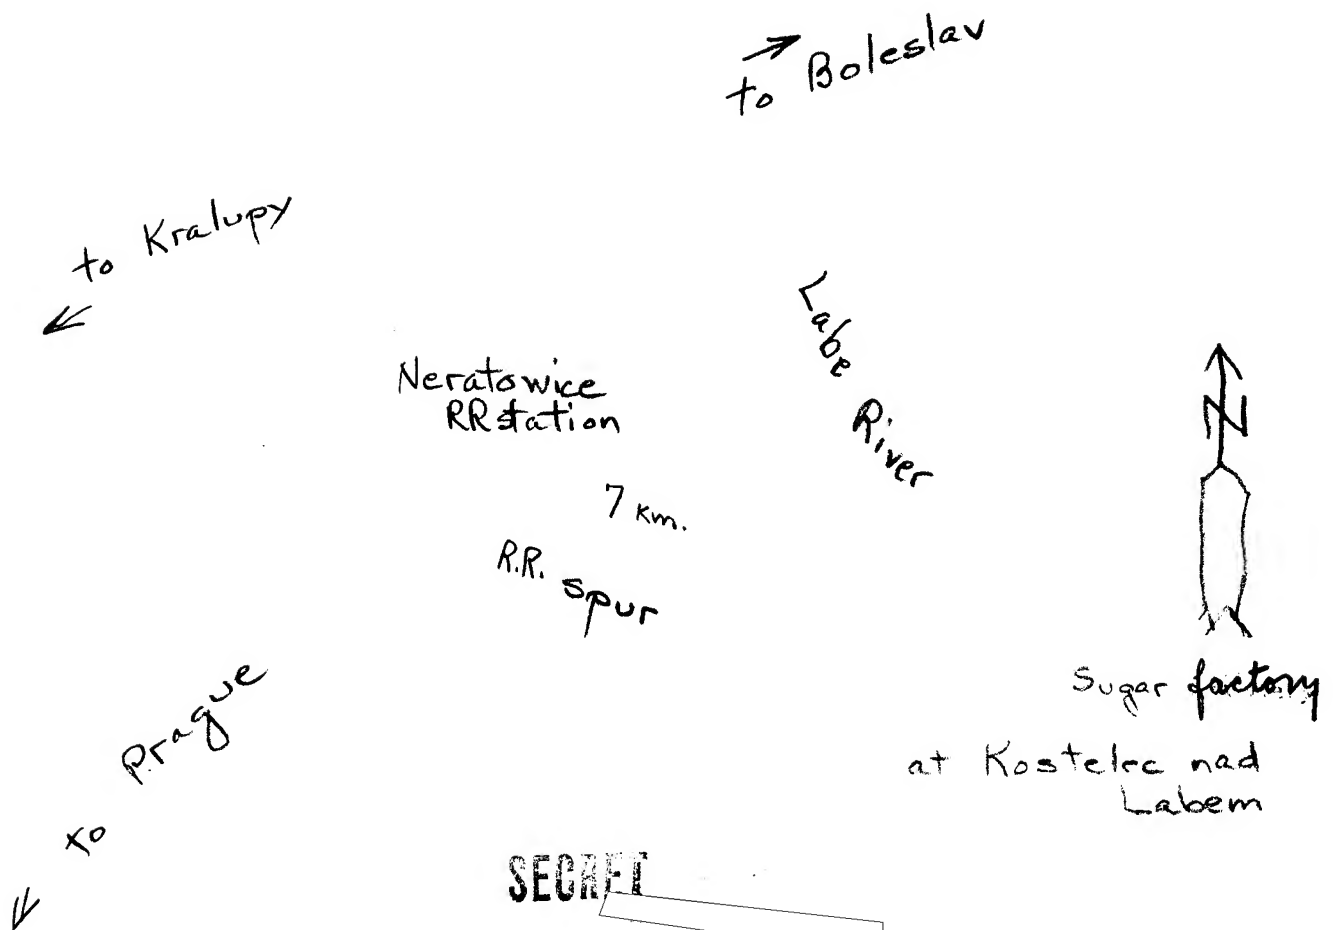 to Boleslav
to Kralupy
Labe River
Neratowice
RR station
N
7 km.
R.R. spur
Sugar factory
to Prague
at Kostelec nad
Labem
SECRET